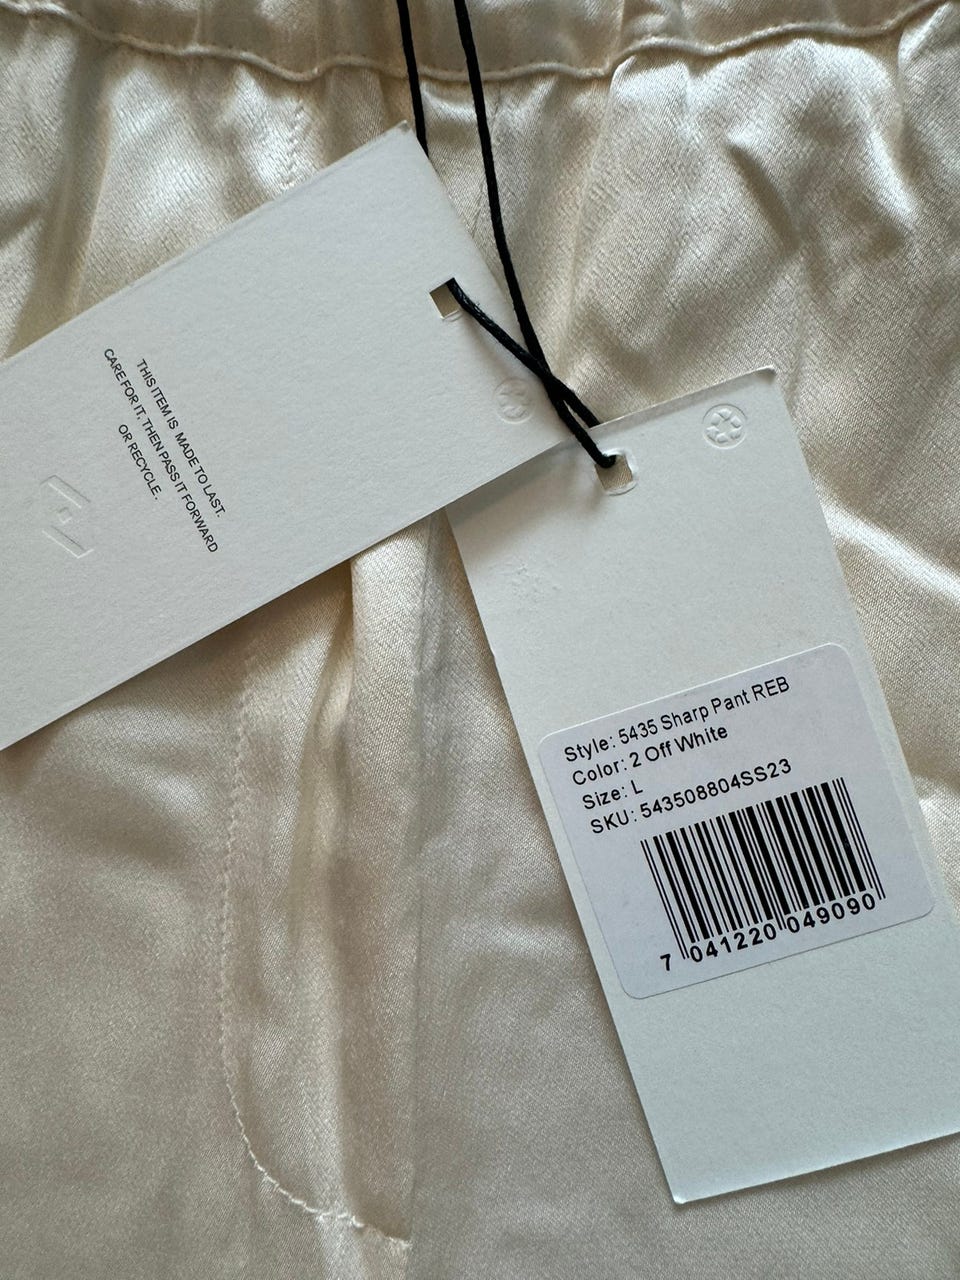 THIS ITEM IS MADE TO LAST.
CARE FOR IT, THEN PASS IT FORWARD
OR RECYCLE.
Style: 5435 Sharp Pant REB
Color: 2 Off White
Size: L
SKU: 543508804SS23
7 041220 049090